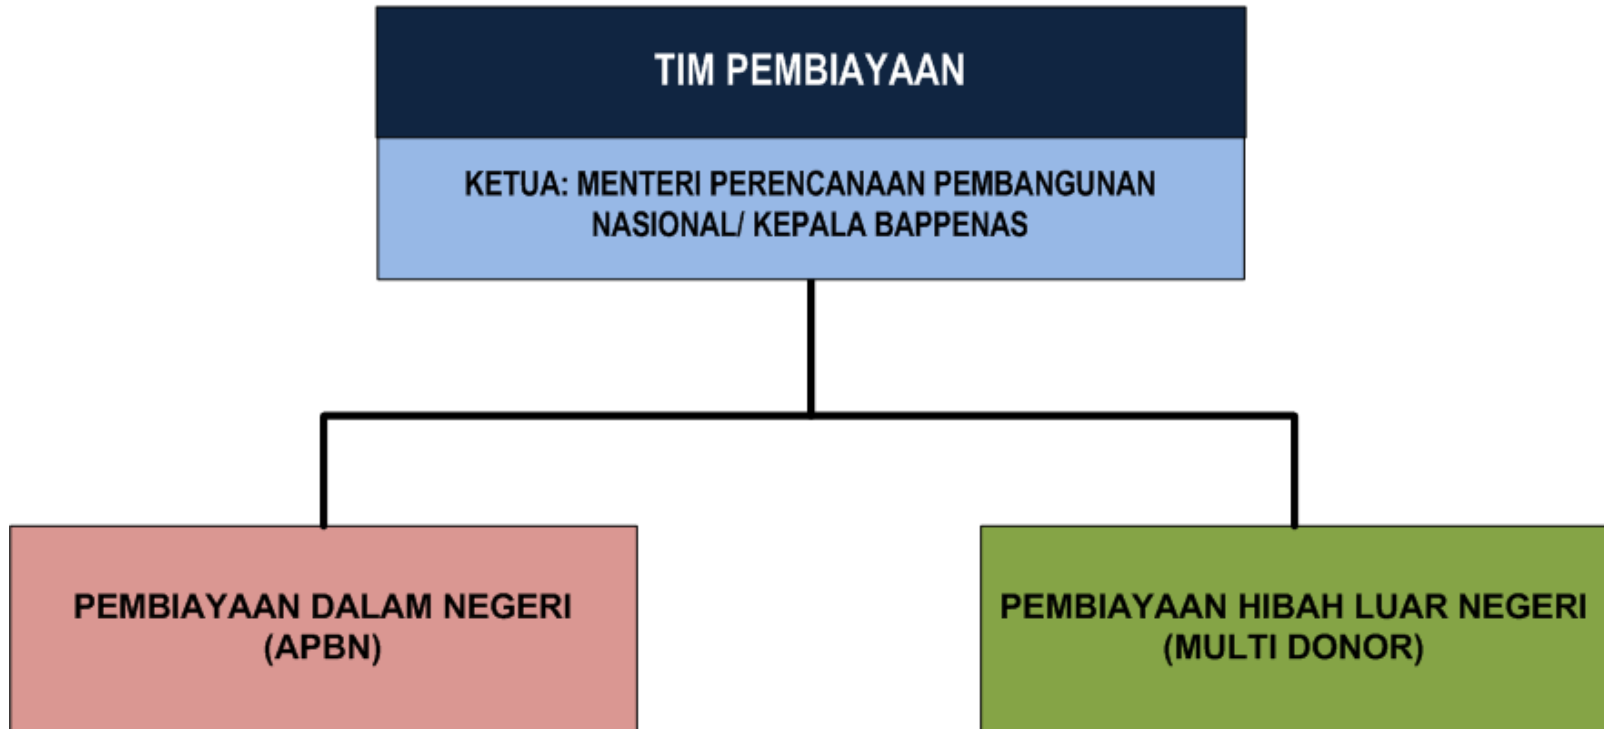 TIM PEMBIAYAAN
KETUA: MENTERI PERENCANAAN PEMBANGUNAN
NASIONAL/ KEPALA BAPPENAS
PEMBIAYAAN DALAM NEGERI
(APBN)
PEMBIAYAAN HIBAH LUAR NEGERI
(MULTI DONOR)